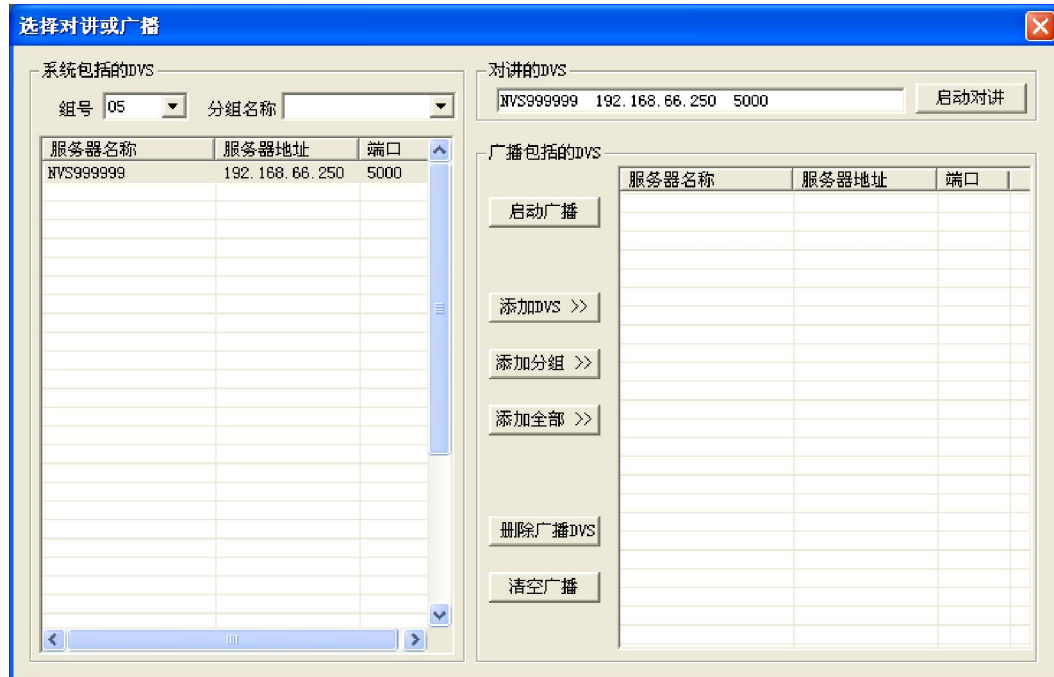 选择对讲或广播
系统包括的DVS
组号 05 分组名称
服务器名称 服务器地址 端口
NVS999999 192.168.66.250 5000
对讲的DVS
NVS999999 192.168.66.250 5000 启动对讲
广播包括的DVS
服务器名称 服务器地址 端口
启动广播
添加DVS >>
添加分组 >>
添加全部 >>
删除广播DVS
清空广播